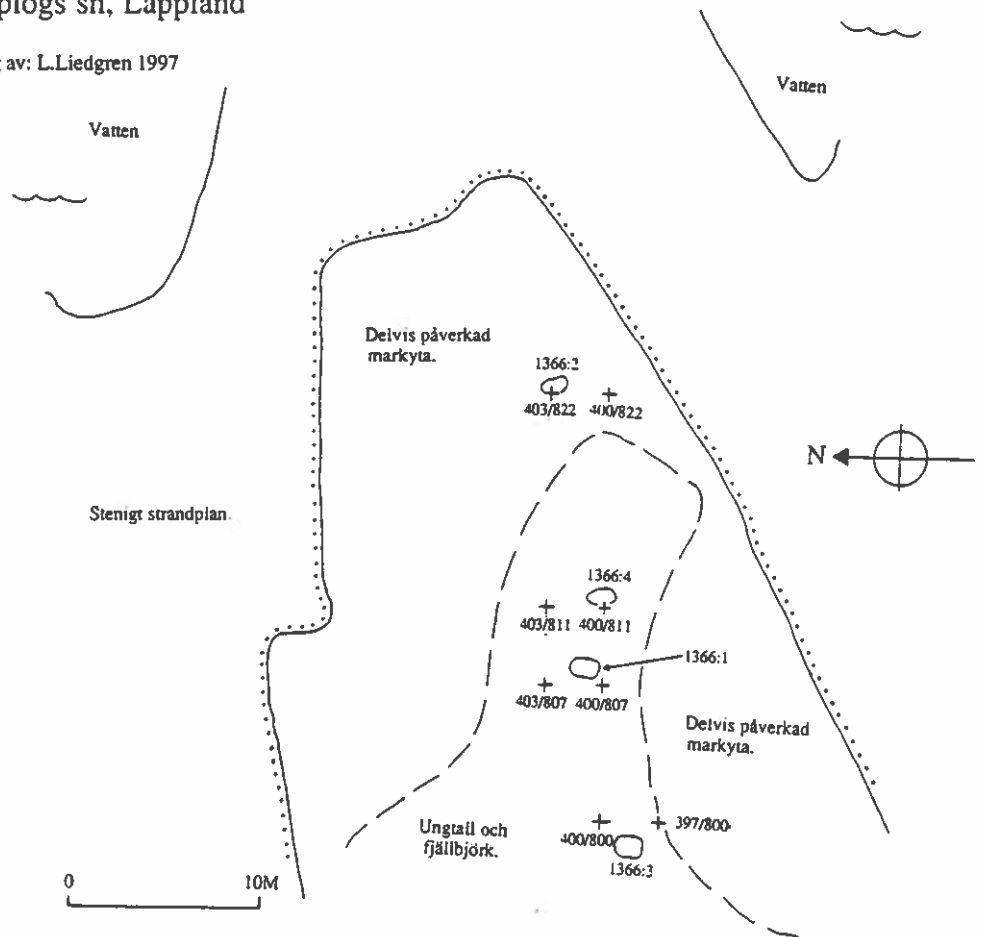 plogs sn, Lappland
av: L.Liedgren 1997
Vatten
Vatten
Delvis påverkad
markyta.
1366:2
403/822 400/822
N
Stenigt strandplan.
1366:4
403/811 400/811
1366:1
403/807 400/807
Delvis påverkad
markyta.
Ungtall och
fjällbjörk.
400/800
397/800
1366:3
0 10M